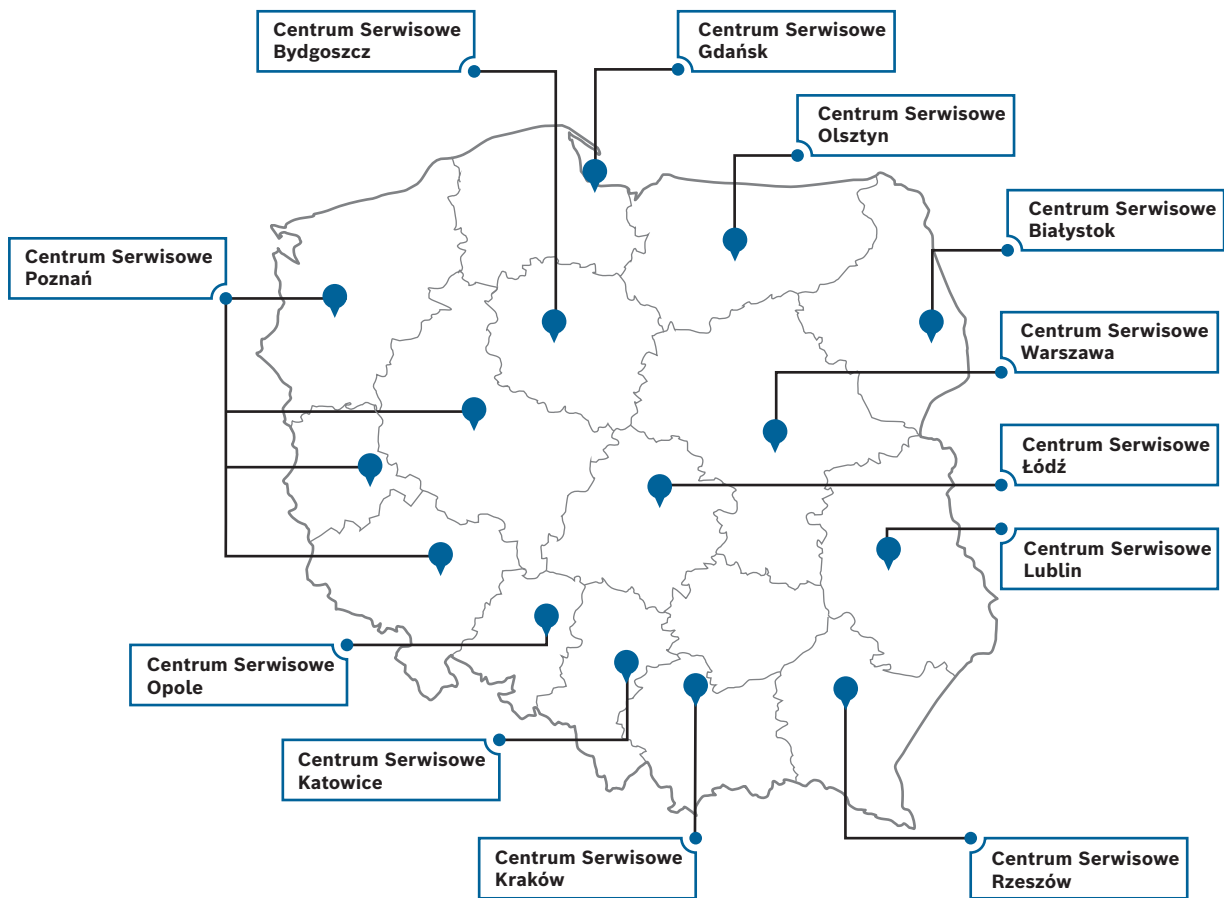 Centrum Serwisowe
Bydgoszcz
Centrum Serwisowe
Gdańsk
Centrum Serwisowe
Olsztyn
Centrum Serwisowe
Białystok
Centrum Serwisowe
Poznań
Centrum Serwisowe
Warszawa
Centrum Serwisowe
Łódź
Centrum Serwisowe
Lublin
Centrum Serwisowe
Opole
Centrum Serwisowe
Katowice
Centrum Serwisowe
Kraków
Centrum Serwisowe
Rzeszów